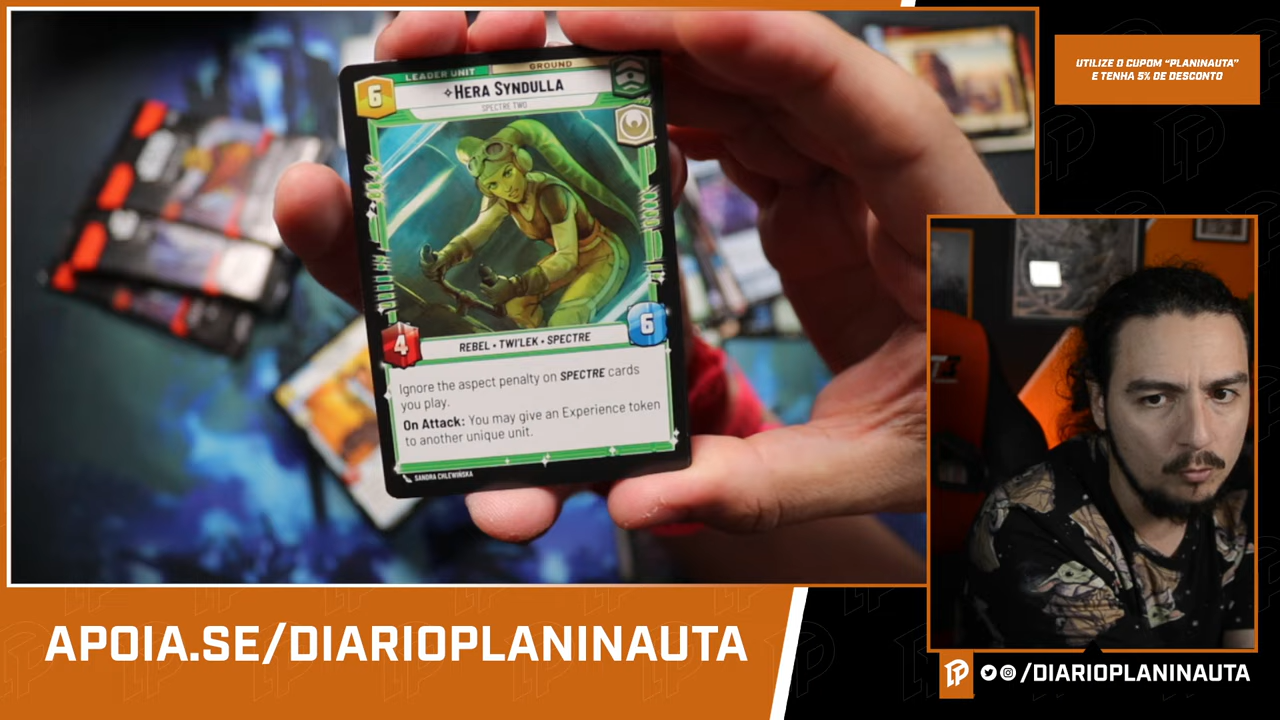 LEADER UNIT
GROUND
6
HERA SYNDULLA
SPECTRE TWO
4
6
REBEL • TWI'LEK • SPECTRE
Ignore the aspect penalty on SPECTRE cards
you play.
On Attack: You may give an Experience token
to another unique unit.
SANDRA CHLEWIŃSKA
UTILIZE O CUPOM “PLANINAUTA”
E TENHA 5% DE DESCONTO
APOIA.SE/DIARIOPLANINAUTA
/DIARIOPLANINAUTA